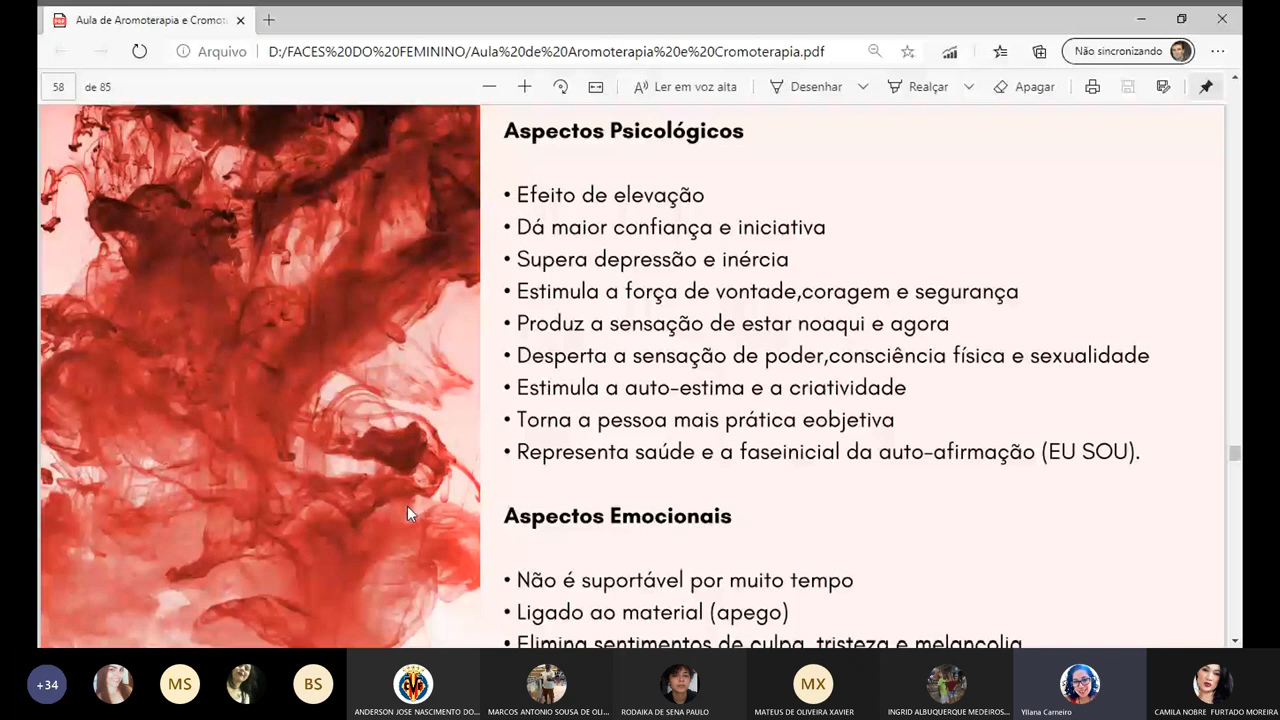 Aula de Aromoterapia e Cromot
Arquivo
D:/FACES%20DO%20FEMININO/Aula%20de%20Aromoterapia%20e%20Cromoterapia.pdf
Não sincronizando
58 de 85
Ler em voz alta
Desenhar
Realçar
Apagar
Aspectos Psicológicos
• Efeito de elevação
• Dá maior confiança e iniciativa
• Supera depressão e inércia
• Estimula a força de vontade,coragem e segurança
• Produz a sensação de estar noaqui e agora
• Desperta a sensação de poder,consciência física e sexualidade
• Estimula a auto-estima e a criatividade
• Torna a pessoa mais prática eobjetiva
• Representa saúde e a faseinicial da auto-afirmação (EU SOU).
Aspectos Emocionais
• Não é suportável por muito tempo
• Ligado ao material (apego)
• Elimina sentimentos de culpa, tristeza e melancolia
+34
MS
BS
MX
ANDERSON JOSE NASCIMENTO DO...
MARCOS ANTONIO SOUSA DE OLI...
RODAIKA DE SENA PAULO
MATEUS DE OLIVEIRA XAVIER
INGRID ALBUQUERQUE MEDEIROS...
Yllana Carneiro
CAMILA NOBRE FURTADO MOREIRA